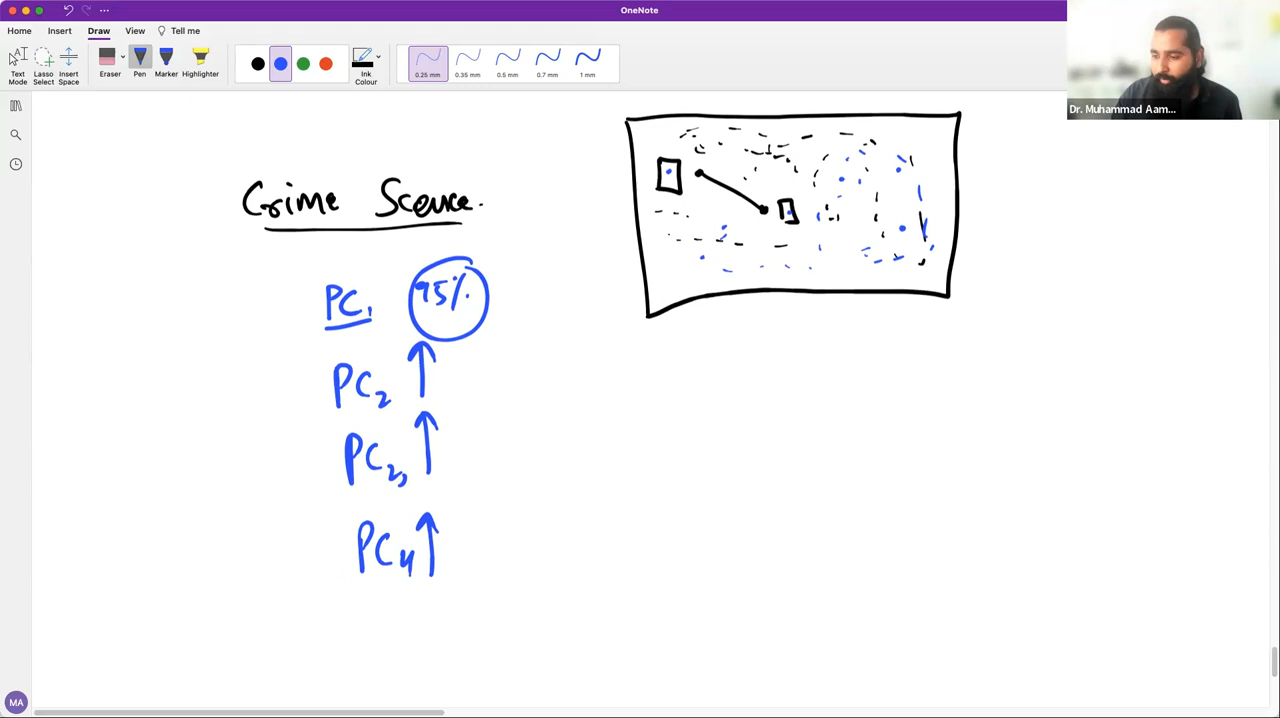 OneNote
Home Insert Draw View Tell me
Text Mode
Lasso Select
Insert Space
Eraser
Pen
Marker
Highlighter
Ink Colour
0.25 mm
0.35 mm
0.5 mm
0.7 mm
1 mm
Dr. Muhammad Aam...
Crime Scence.
PC1 95%
PC2
PC2,
PC4
MA